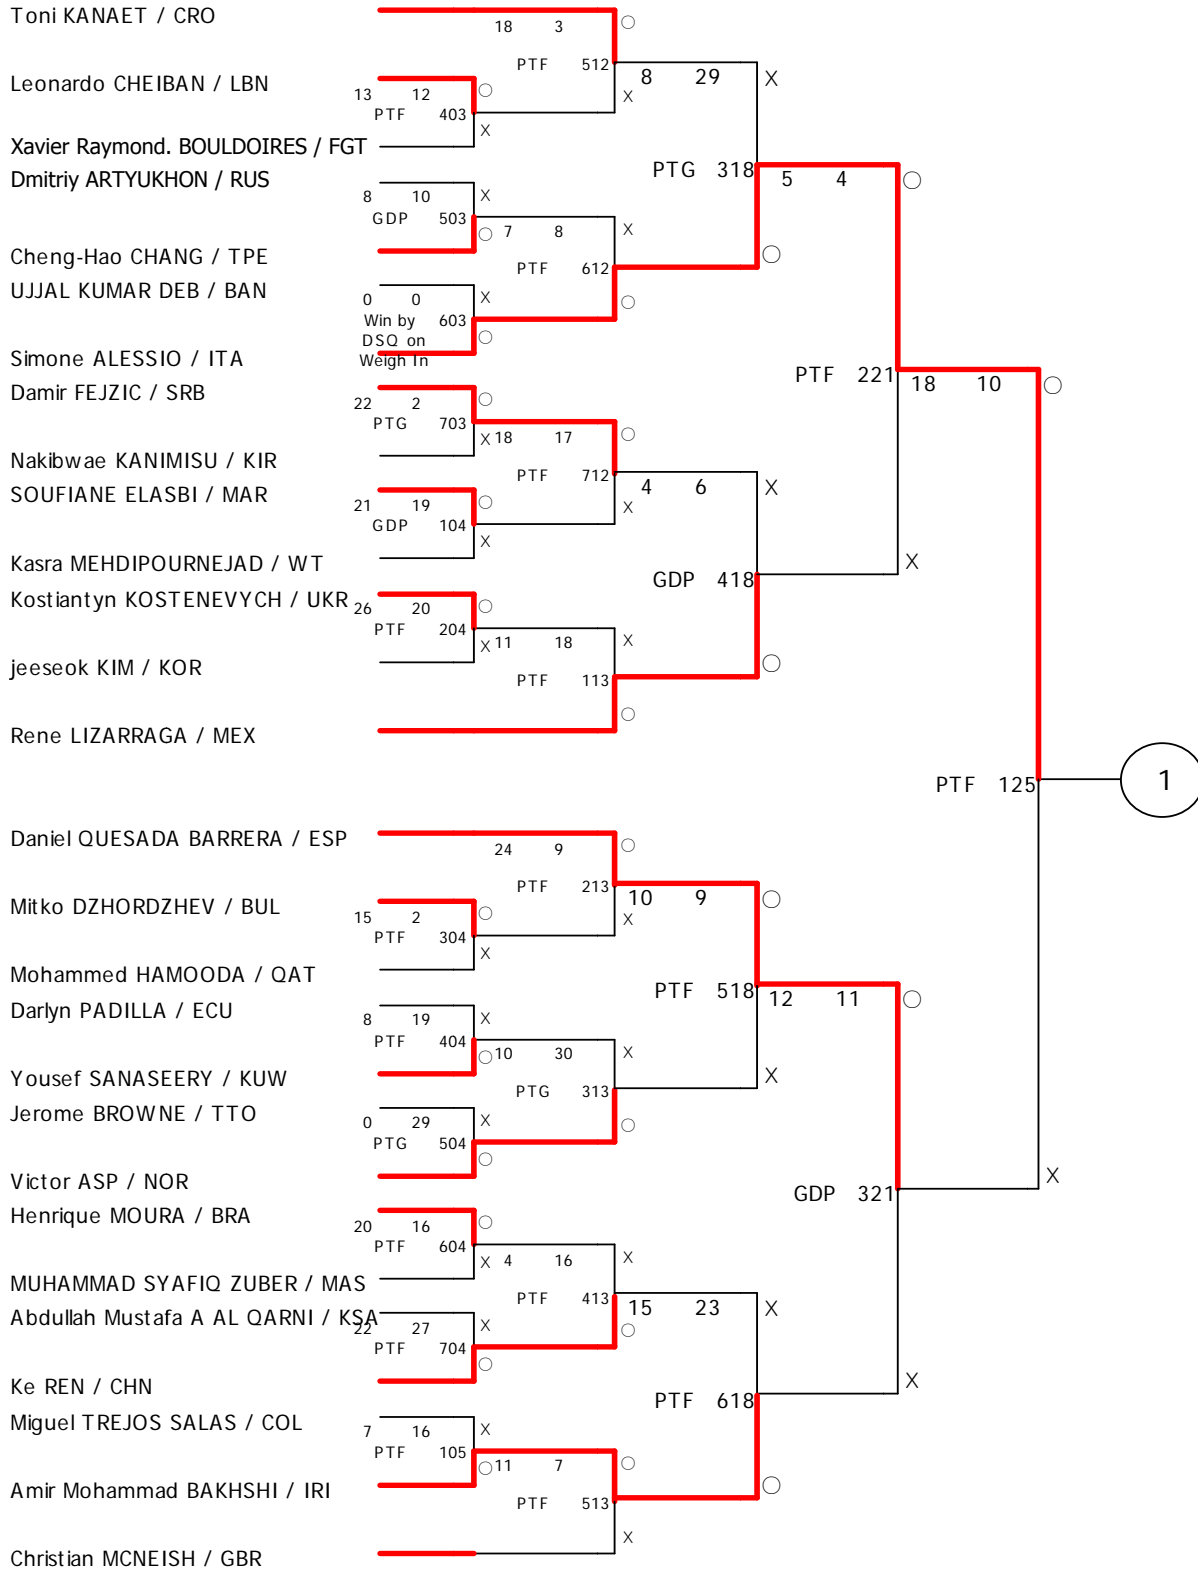 Toni KANAET / CRO
18 3
PTF 512
8 29
Leonardo CHEIBAN / LBN
13 12
PTF 403
Xavier Raymond. BOULDOIRES / FGT
PTG 318
Dmitriy ARTYUKHON / RUS
5 4
8 10
GDP 503
7 8
Cheng-Hao CHANG / TPE
PTF 612
UJJAL KUMAR DEB / BAN
0 0
Win by 603
DSQ on
Weigh In
Simone ALESSIO / ITA
PTF 221
18 10
Damir FEJZIC / SRB
22 2
PTG 703
18 17
Nakibwae KANIMISU / KIR
PTF 712
4 6
SOUFIANE ELASBI / MAR
21 19
GDP 104
Kasra MEHDIPOURNEJAD / WT
GDP 418
Kostiantyn KOSTENEVYCH / UKR
26 20
PTF 204
11 18
jeeseok KIM / KOR
PTF 113
Rene LIZARRAGA / MEX
PTF 125
1
Daniel QUESADA BARRERA / ESP
24 9
PTF 213
10 9
Mitko DZHORDZHEV / BUL
15 2
PTF 304
Mohammed HAMOODA / QAT
PTF 518
12 11
Darlyn PADILLA / ECU
8 19
PTF 404
10 30
Yousef SANASEERY / KUW
PTG 313
Jerome BROWNE / TTO
0 29
PTG 504
Victor ASP / NOR
GDP 321
Henrique MOURA / BRA
20 16
PTF 604
4 16
MUHAMMAD SYAFIQ ZUBER / MAS
PTF 413
15 23
Abdullah Mustafa A AL QARNI / KSA
22 27
PTF 704
Ke REN / CHN
PTF 618
Miguel TREJOS SALAS / COL
7 16
PTF 105
11 7
Amir Mohammad BAKHSHI / IRI
PTF 513
Christian MCNEISH / GBR